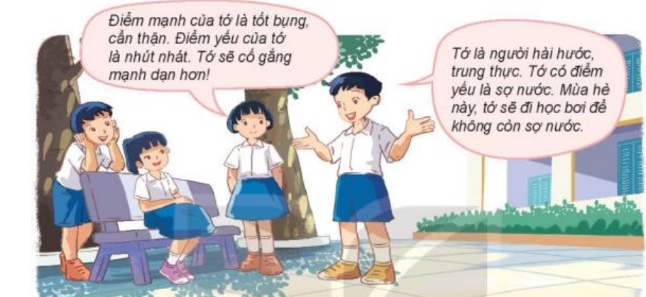 Điểm mạnh của tớ là tốt bụng,
cẩn thận. Điểm yếu của tớ
là nhút nhát. Tớ sẽ cố gắng
mạnh dạn hơn!
Tớ là người hài hước,
trung thực. Tớ có điểm
yếu là sợ nước. Mùa hè
này, tớ sẽ đi học bơi để
không còn sợ nước.